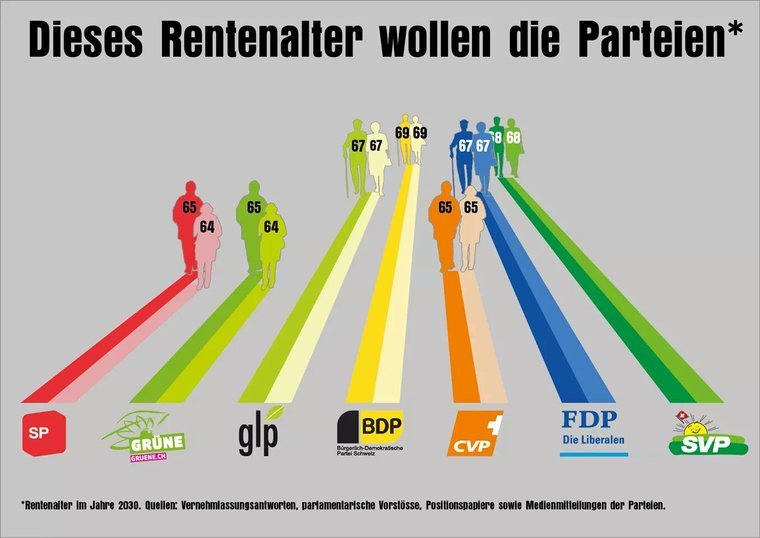 Dieses Rentenalter wollen die Parteien*
69 69
67 67
67 67
68 68
65 64
65 64
65 65
SP
GRÜNE
GRUENE.CH
glp
BDP
Bürgerlich-Demokratische
Partei Schweiz
CVP
FDP
Die Liberalen
SVP
*Rentenalter im Jahre 2030. Quellen: Vernehmlassungsantworten, parlamentarische Vorstösse, Positionspapiere sowie Medienmitteilungen der Parteien.